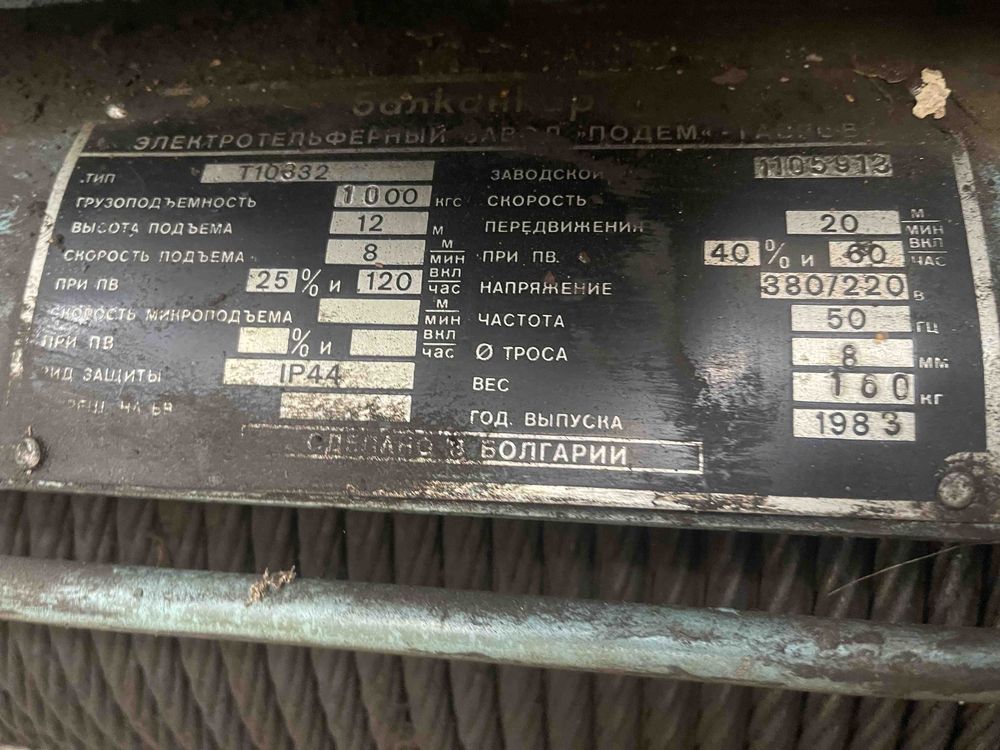 Балканкар
ЭЛЕКТРОТЕЛЬФЕРНЫЙ ЗАВОД »ПОДЕМ«
ТИП Т10332
ГРУЗОПОДЪЕМНОСТЬ 1000 КГС
ВЫСОТА ПОДЪЕМА 12 М
СКОРОСТЬ ПОДЪЕМА 8 М/МИН
ПРИ ПВ 25 % И 120 ВКЛ/ЧАС
СКОРОСТЬ МИКРОПОДЪЕМА М/МИН
ПРИ ПВ % И ВКЛ/ЧАС
ВИД ЗАЩИТЫ IP44
ЗАВОДСКОЙ 1105913
СКОРОСТЬ
ПЕРЕДВИЖЕНИЯ 20 М/МИН
ПРИ ПВ. 40 % И 60 ВКЛ/ЧАС
НАПРЯЖЕНИЕ 380/220 В
ЧАСТОТА 50 ГЦ
Ø ТРОСА 8 ММ
ВЕС 160 КГ
ГОД ВЫПУСКА 1983
СДЕЛАНО В БОЛГАРИИ